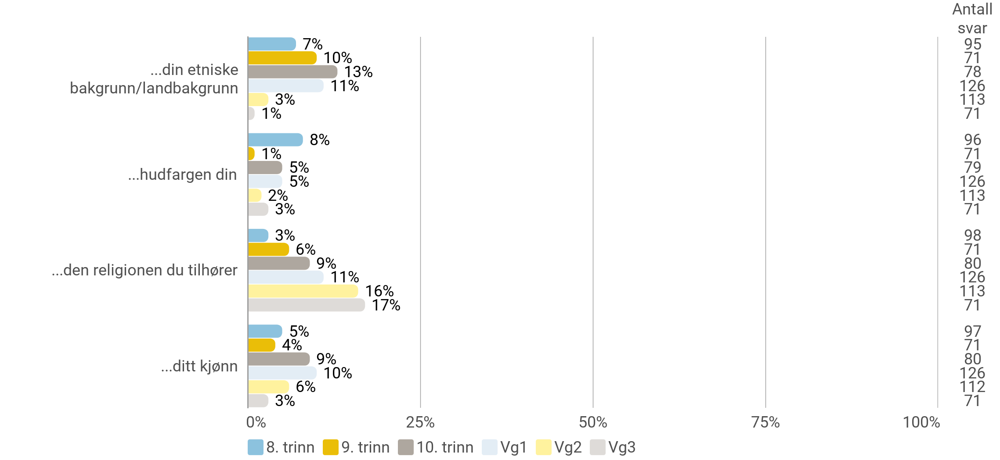 Antall
svar
7% 95
10% 71
...din etniske 13% 78
bakgrunn/landbakgrunn 11% 126
3% 113
1% 71
8% 96
1% 71
...hudfargen din 5% 79
5% 126
2% 113
3% 71
3% 98
6% 71
...den religionen du tilhører 9% 80
11% 126
16% 113
17% 71
5% 97
4% 71
...ditt kjønn 9% 80
10% 126
6% 112
3% 71
0% 25% 50% 75% 100%
8. trinn 9. trinn 10. trinn Vg1 Vg2 Vg3